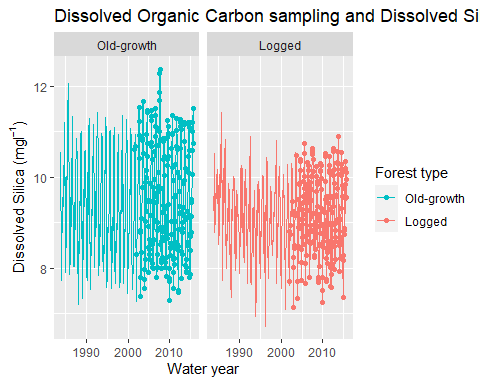 Dissolved Organic Carbon sampling and Dissolved Si
Old-growth Logged
12
10
8
Dissolved Silica (mgl⁻¹)
1990 2000 2010 1990 2000 2010
Water year
Forest type
Old-growth
Logged